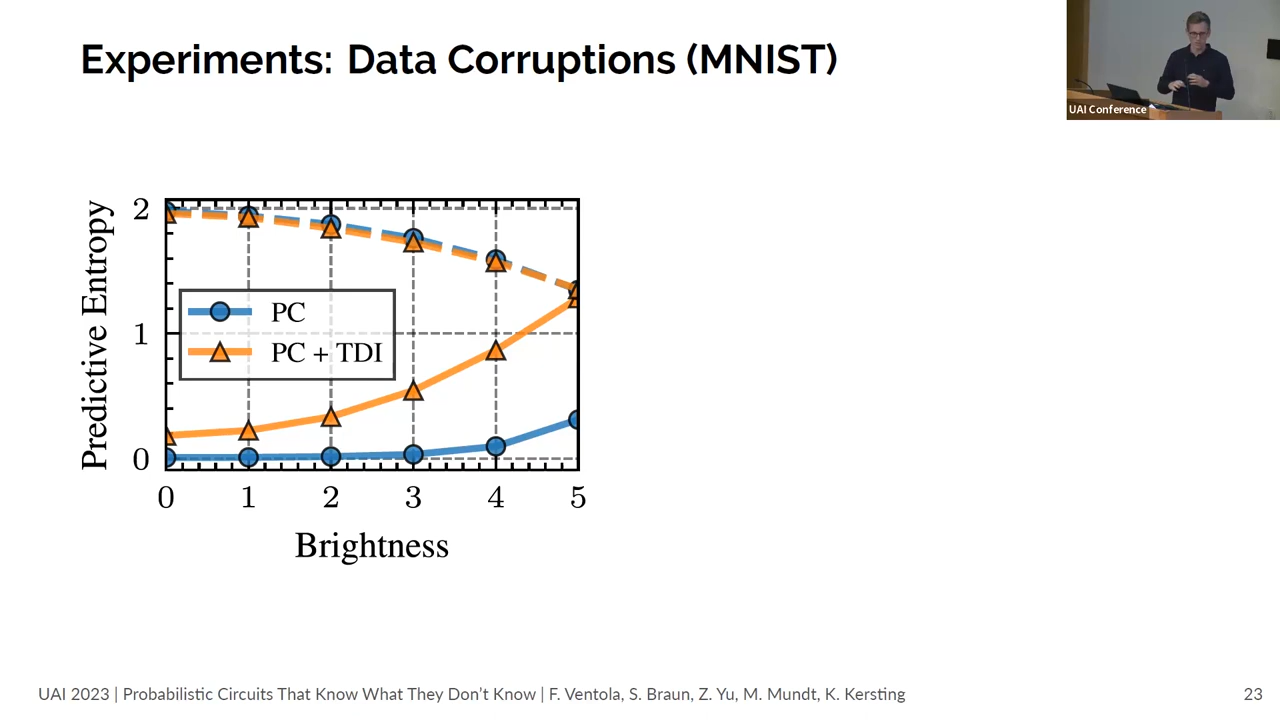 Experiments: Data Corruptions (MNIST)
UAI Conference
Predictive Entropy
2
1
0
PC
PC + TDI
0 1 2 3 4 5
Brightness
UAI 2023 | Probabilistic Circuits That Know What They Don't Know | F. Ventola, S. Braun, Z. Yu, M. Mundt, K. Kersting
23